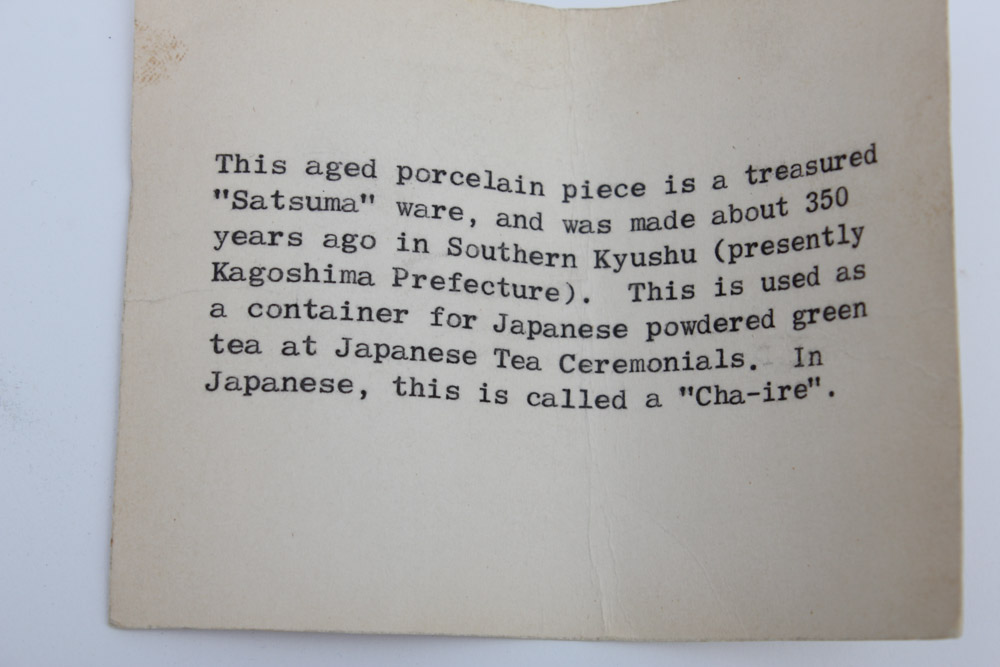 This aged porcelain piece is a treasured
"Satsuma" ware, and was made about 350
years ago in Southern Kyushu (presently
Kagoshima Prefecture).  This is used as
a container for Japanese powdered green
tea at Japanese Tea Ceremonials.  In
Japanese, this is called a "Cha-ire".